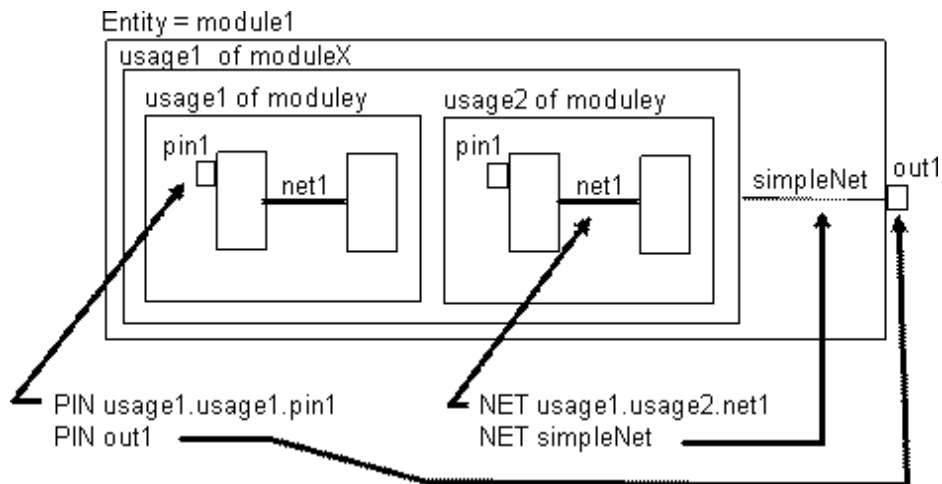 Entity = module1
usage1 of moduleX
usage1 of moduley
usage2 of moduley
pin1
net1
pin1
net1
simpleNet
out1
PIN usage1.usage1.pin1
PIN out1
NET usage1.usage2.net1
NET simpleNet